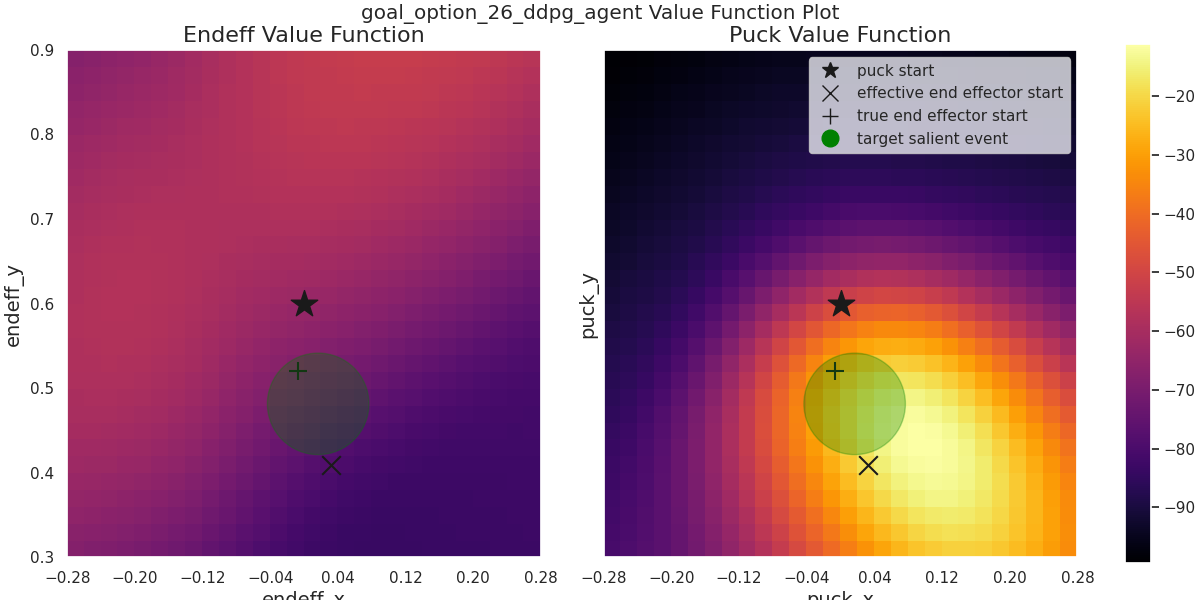 goal_option_26_ddpg_agent Value Function Plot
Endeff Value Function
Puck Value Function
puck start
effective end effector start
true end effector start
target salient event
endeff_y
0.9
0.8
0.7
0.6
0.5
0.4
0.3
−0.28 −0.20 −0.12 −0.04 0.04 0.12 0.20 0.28
endeff_x
puck_y
−0.28 −0.20 −0.12 −0.04 0.04 0.12 0.20 0.28
puck_x
−20
−30
−40
−50
−60
−70
−80
−90